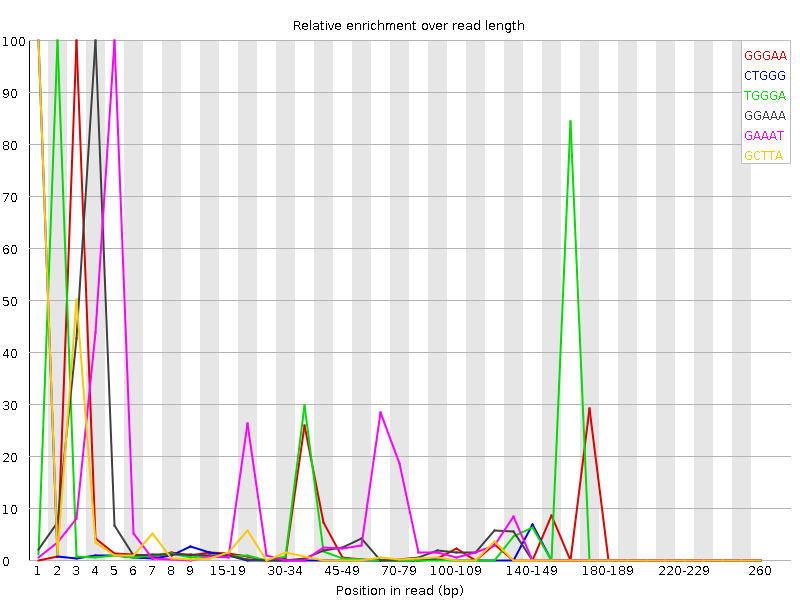 Relative enrichment over read length
100
90
80
70
60
50
40
30
20
10
0
GGGAA
CTGGG
TGGGA
GGAAA
GAAAT
GCTTA
1 2 3 4 5 6 7 8 9 15-19 30-34 45-49 70-79 100-109 140-149 180-189 220-229 260
Position in read (bp)